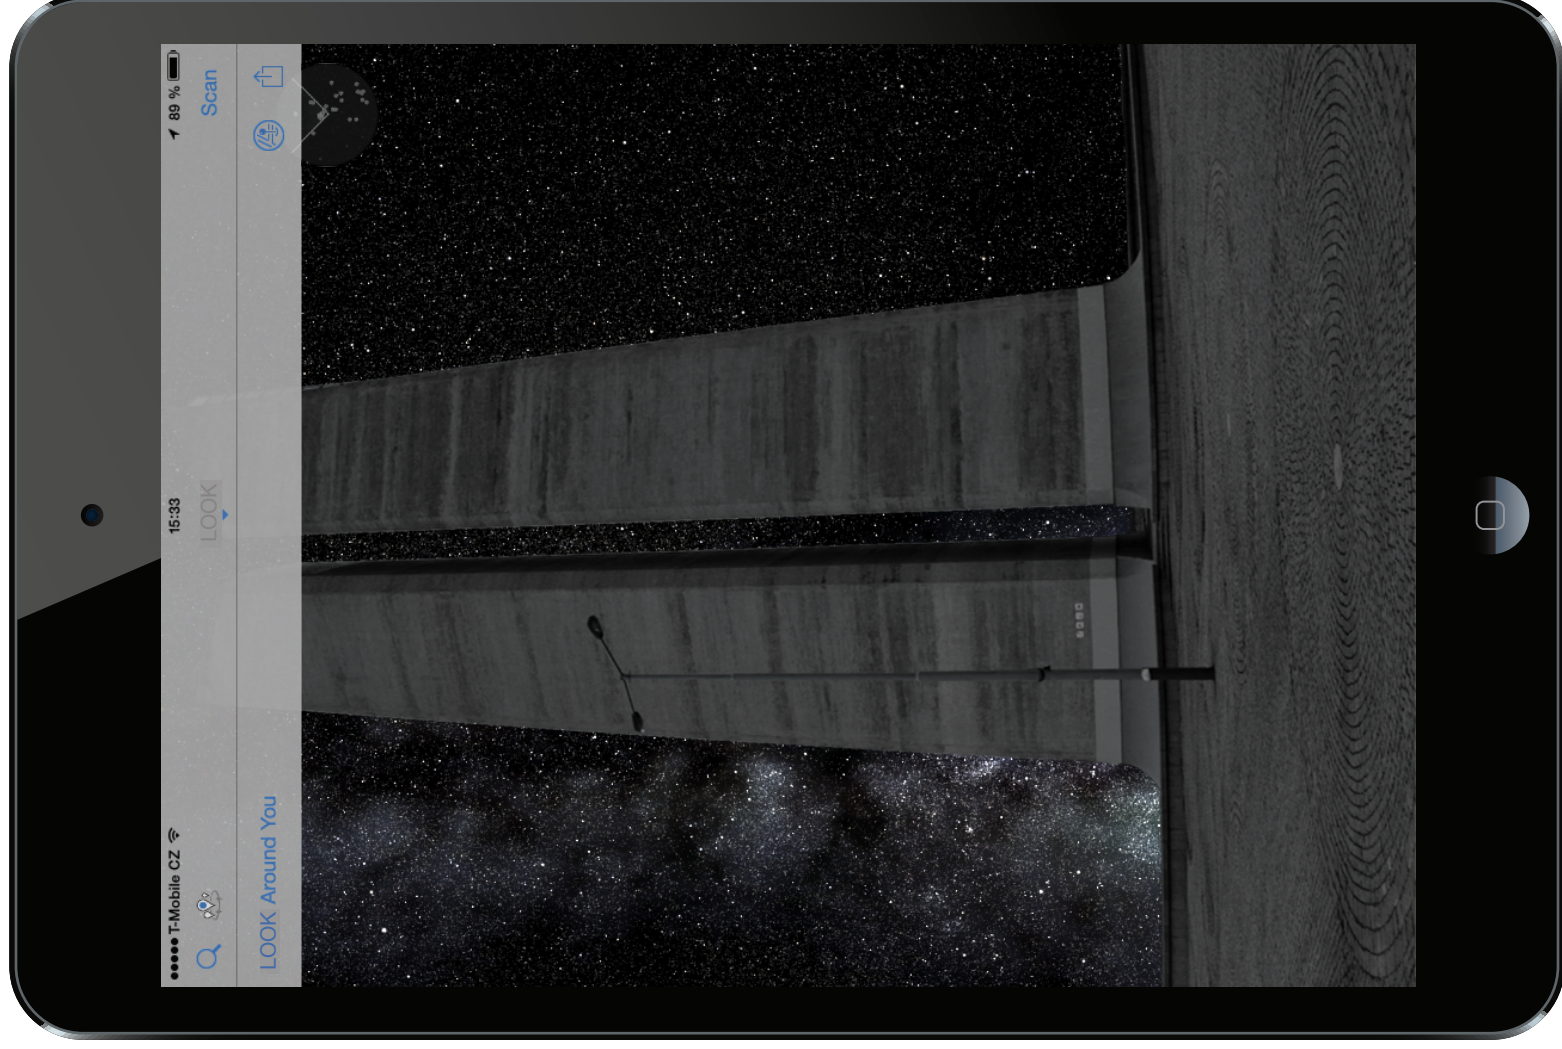 ●●●●● T-Mobile CZ 15:33 89 %
LOOK Scan
LOOK Around You